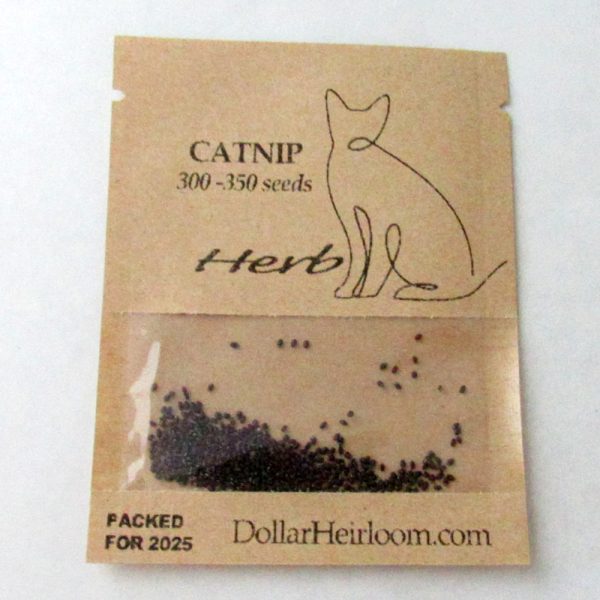 CATNIP
300 -350 seeds
Herb
PACKED
FOR 2025
DollarHeirloom.com